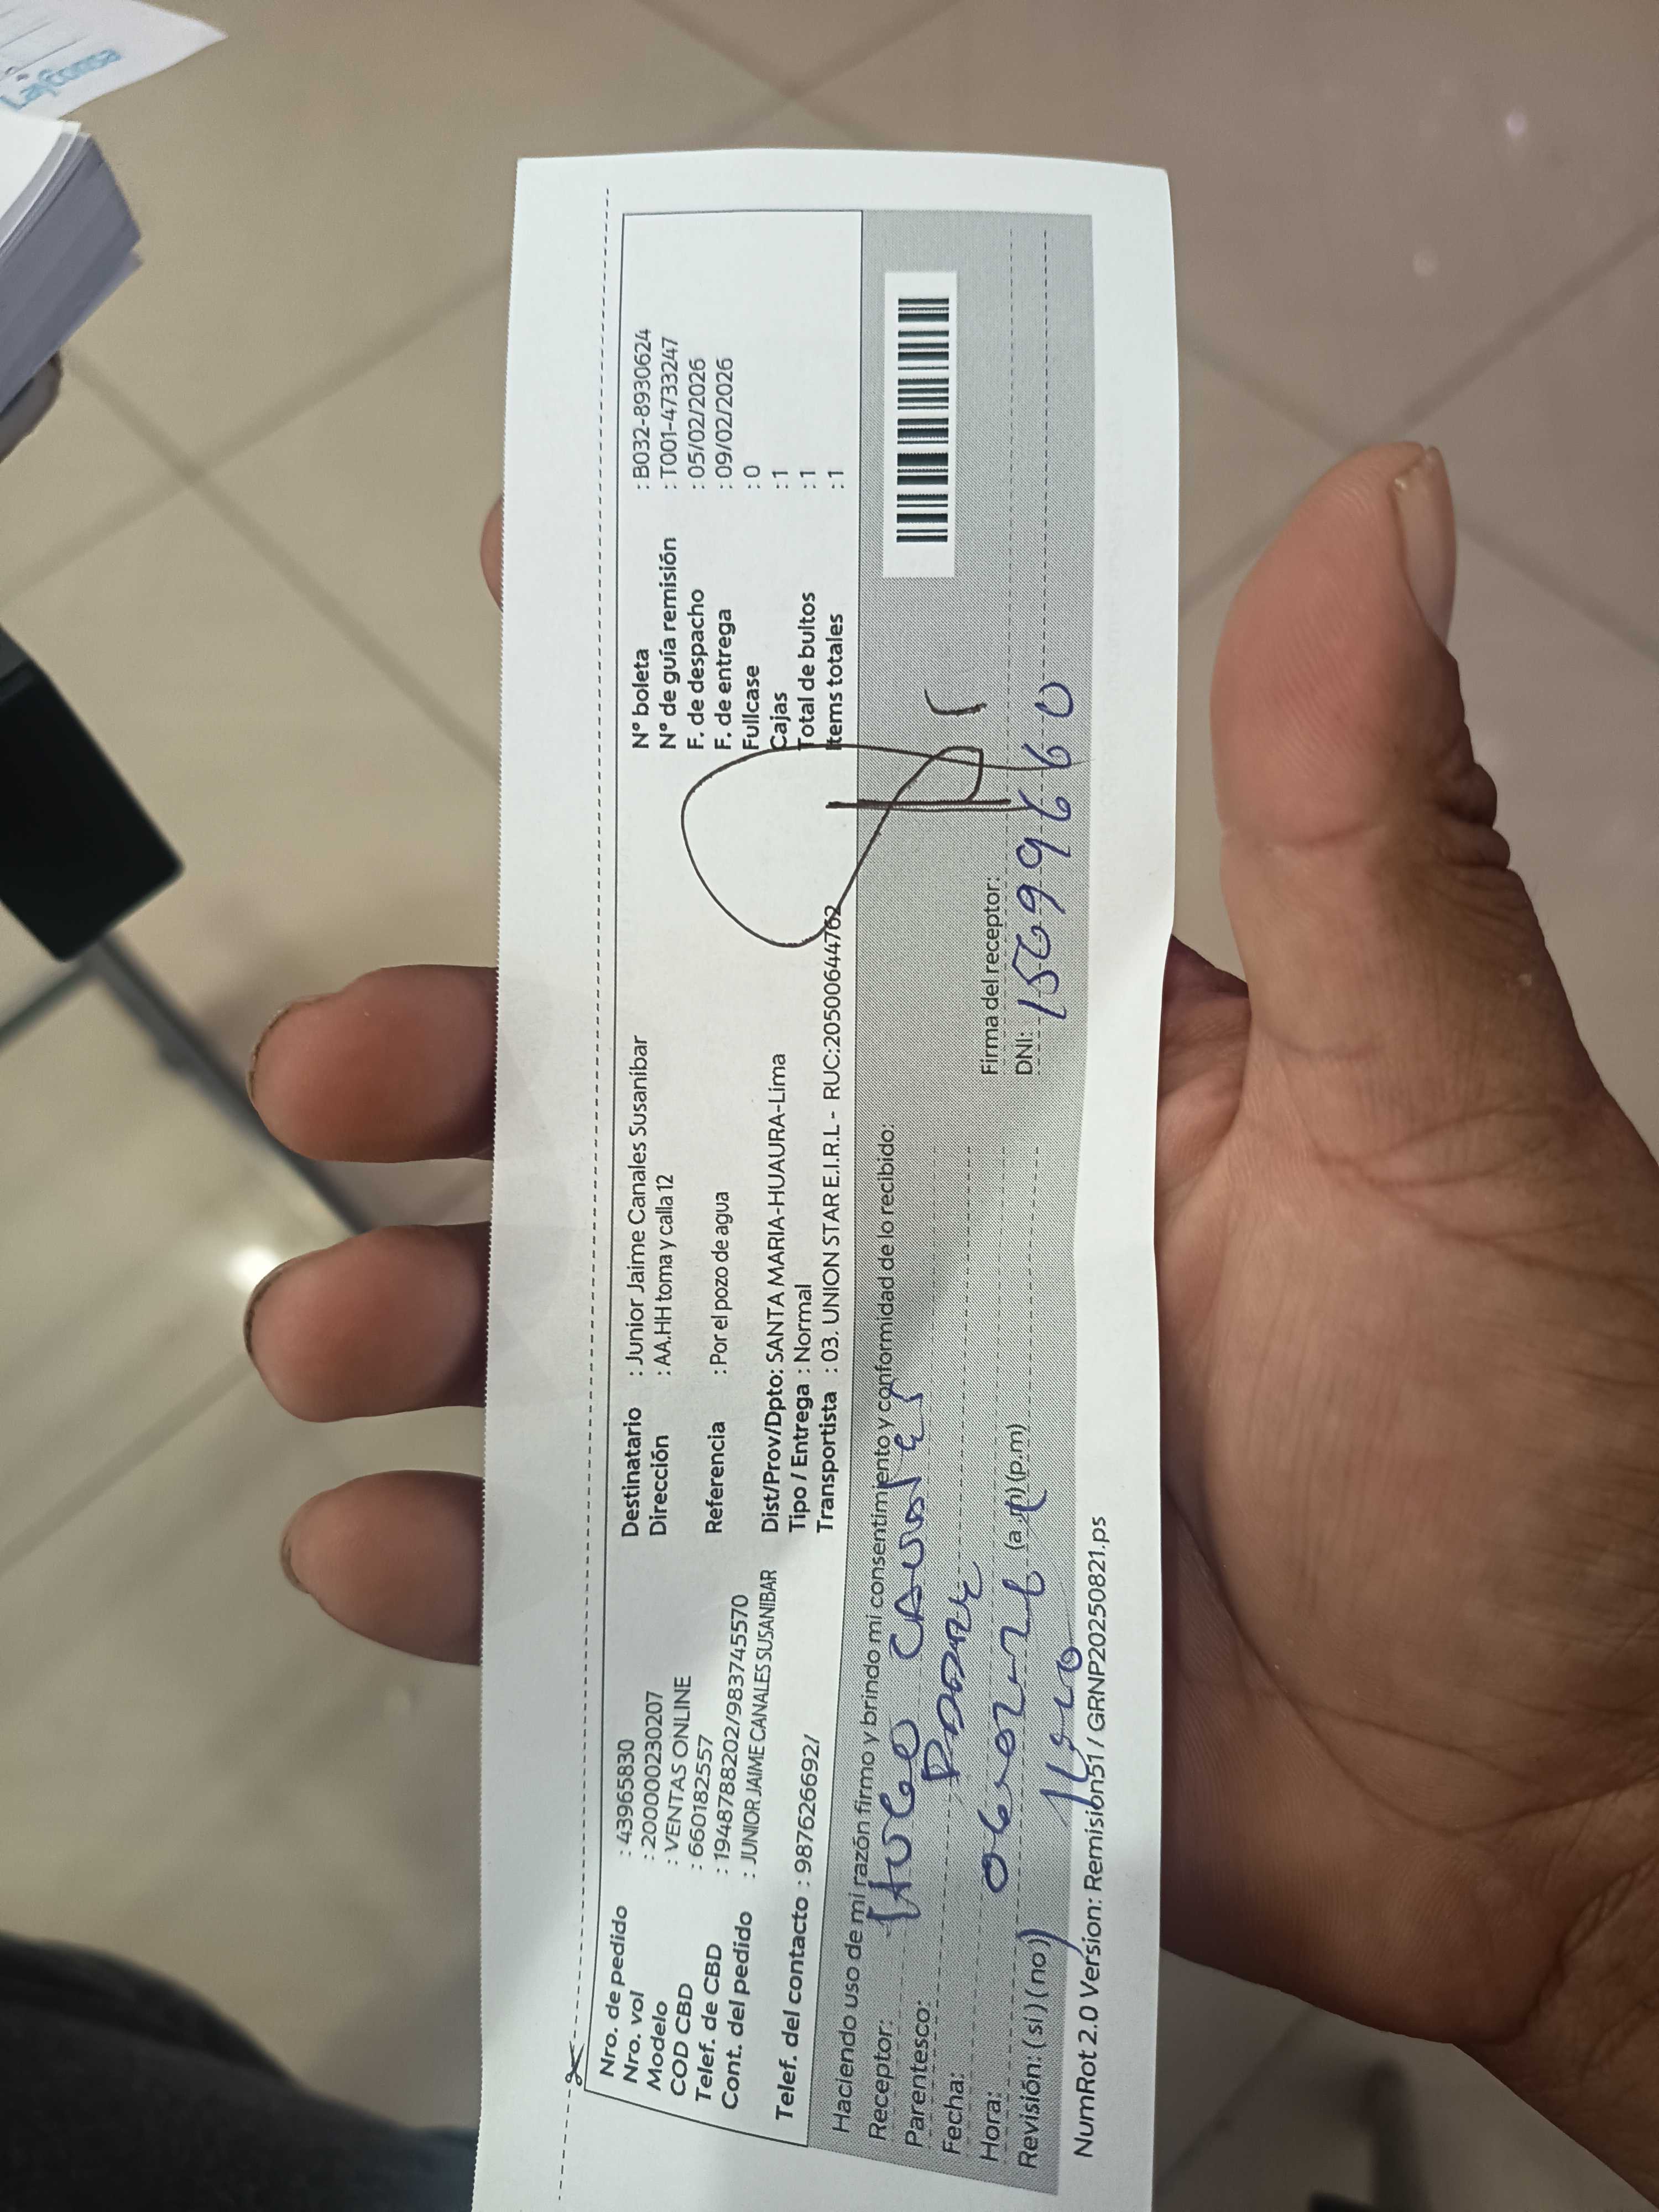 LajConsa
Nro. de pedido : 43965830
Nro. vol : 200000230207
Modelo : VENTAS ONLINE
COD CBD : 660182557
Telef. de CBD : 1948788202/983745570
Cont. del pedido : JUNIOR JAIME CANALES SUSANIBAR
Telef. del contacto : 987626692/
Destinatario : Junior Jaime Canales Susanibar
Dirección : AA.HH toma y calla 12
Referencia : Por el pozo de agua
Dist/Prov/Dpto: SANTA MARIA-HUAURA-Lima
Tipo / Entrega : Normal
Transportista : 03. UNION STAR E.I.R.L - RUC:20500644762
N° boleta : B032-8930624
N° de guía remisión : T001-4733247
F. de despacho : 05/02/2026
F. de entrega : 09/02/2026
Fullcase : 0
Cajas : 1
Total de bultos : 1
Items totales : 1
Haciendo uso de mi razón firmo y brindo mi consentimiento y conformidad de lo recibido:
Receptor: Hugo CANALES
Parentesco: PADRE
Fecha: 06-02-26
Hora: (a.m) (p.m)
Revisión: (si) (no)
Firma del receptor:
DNI: 15699660
NumRot 2.0 Version: Remision51 / GRNP20250821.ps